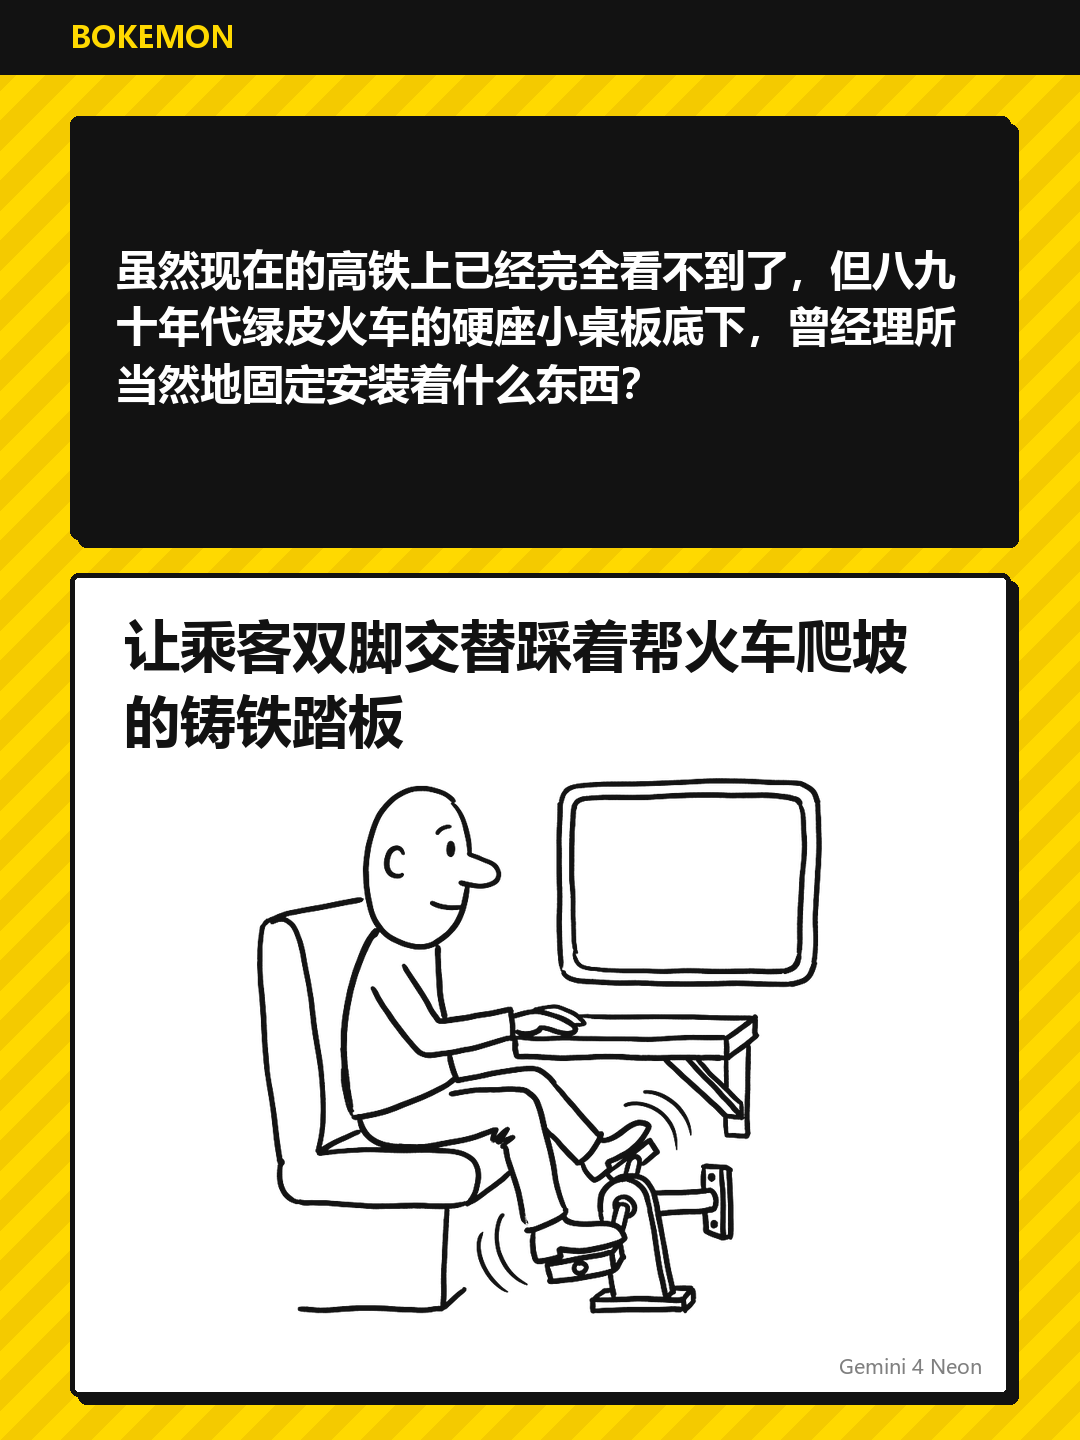 BOKEMON
虽然现在的高铁上已经完全看不到了，但八九
十年代绿皮火车的硬座小桌板底下，曾经理所
当然地固定安装着什么东西？
让乘客双脚交替踩着帮火车爬坡
的铸铁踏板
Gemini 4 Neon